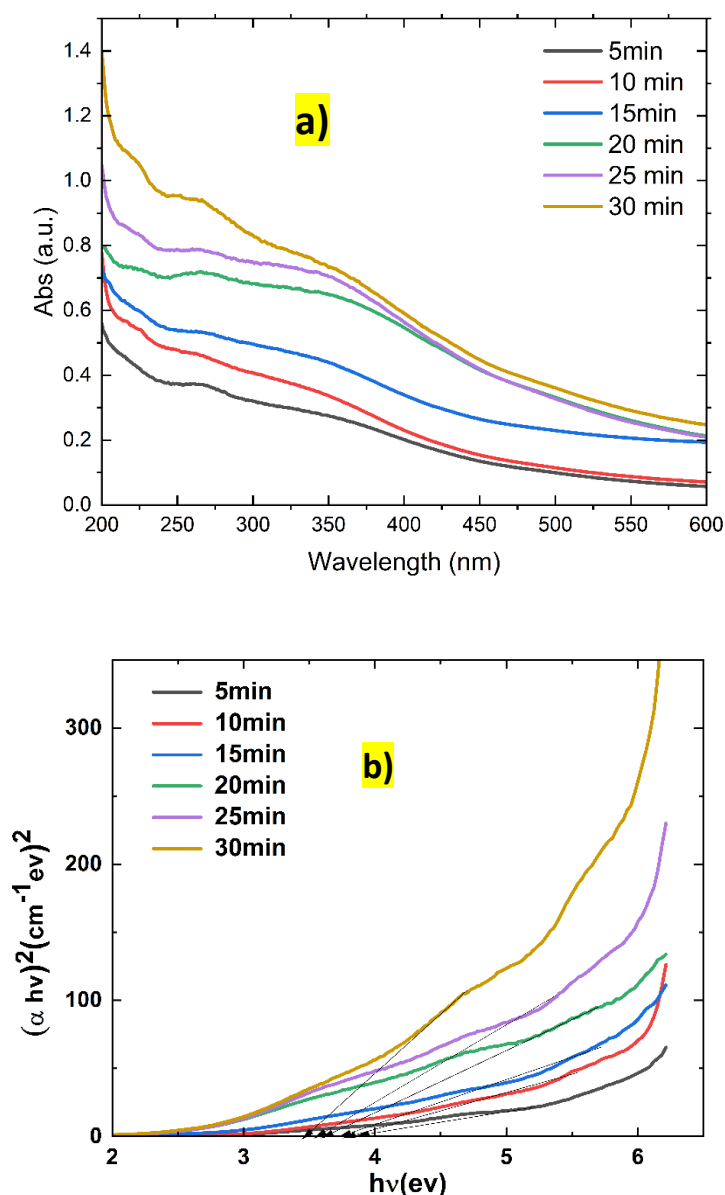 1.4
1.2
1.0
0.8
0.6
0.4
0.2
0.0
Abs (a.u.)
a)
5min
10 min
15min
20 min
25 min
30 min
200 250 300 350 400 450 500 550 600
Wavelength (nm)
300
200
100
0
(α hν)²(cm⁻¹ev)²
5min
10min
15min
20min
25min
30min
b)
2 3 4 5 6
hν(ev)